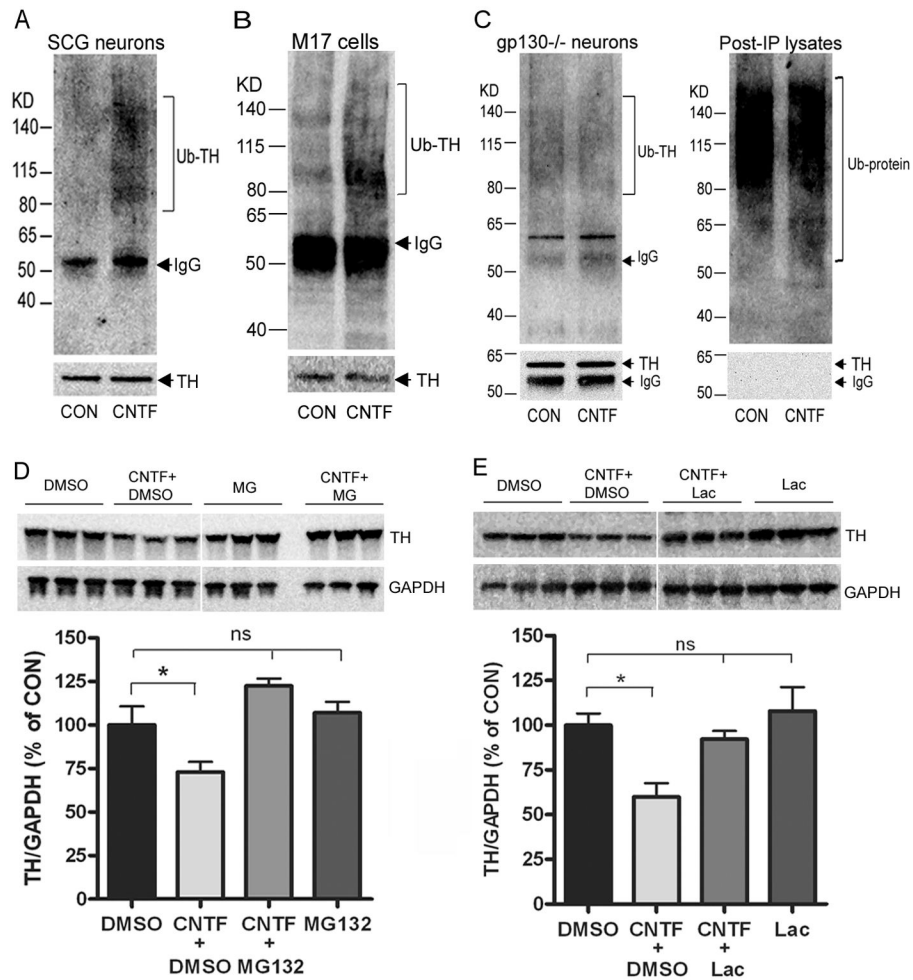 A
SCG neurons
KD
140
115
80
65
50
40
Ub-TH
IgG
TH
CON CNTF
B
M17 cells
KD
140
115
80
65
50
40
Ub-TH
IgG
TH
CON CNTF
C
gp130-/- neurons
KD
140
115
80
65
50
40
Ub-TH
IgG
65
50
TH
IgG
CON CNTF
Post-IP lysates
KD
140
115
80
65
50
40
Ub-protein
65
50
TH
IgG
CON CNTF
D
DMSO
CNTF+
DMSO
MG
CNTF+
MG
TH
GAPDH
TH/GAPDH (% of CON)
150
125
100
75
50
25
0
*
ns
DMSO
CNTF
+
DMSO
CNTF
+
MG132
MG132
E
DMSO
CNTF+
DMSO
CNTF+
Lac
Lac
TH
GAPDH
TH/GAPDH (% of CON)
150
125
100
75
50
25
0
*
ns
DMSO
CNTF
+
DMSO
CNTF
+
Lac
Lac